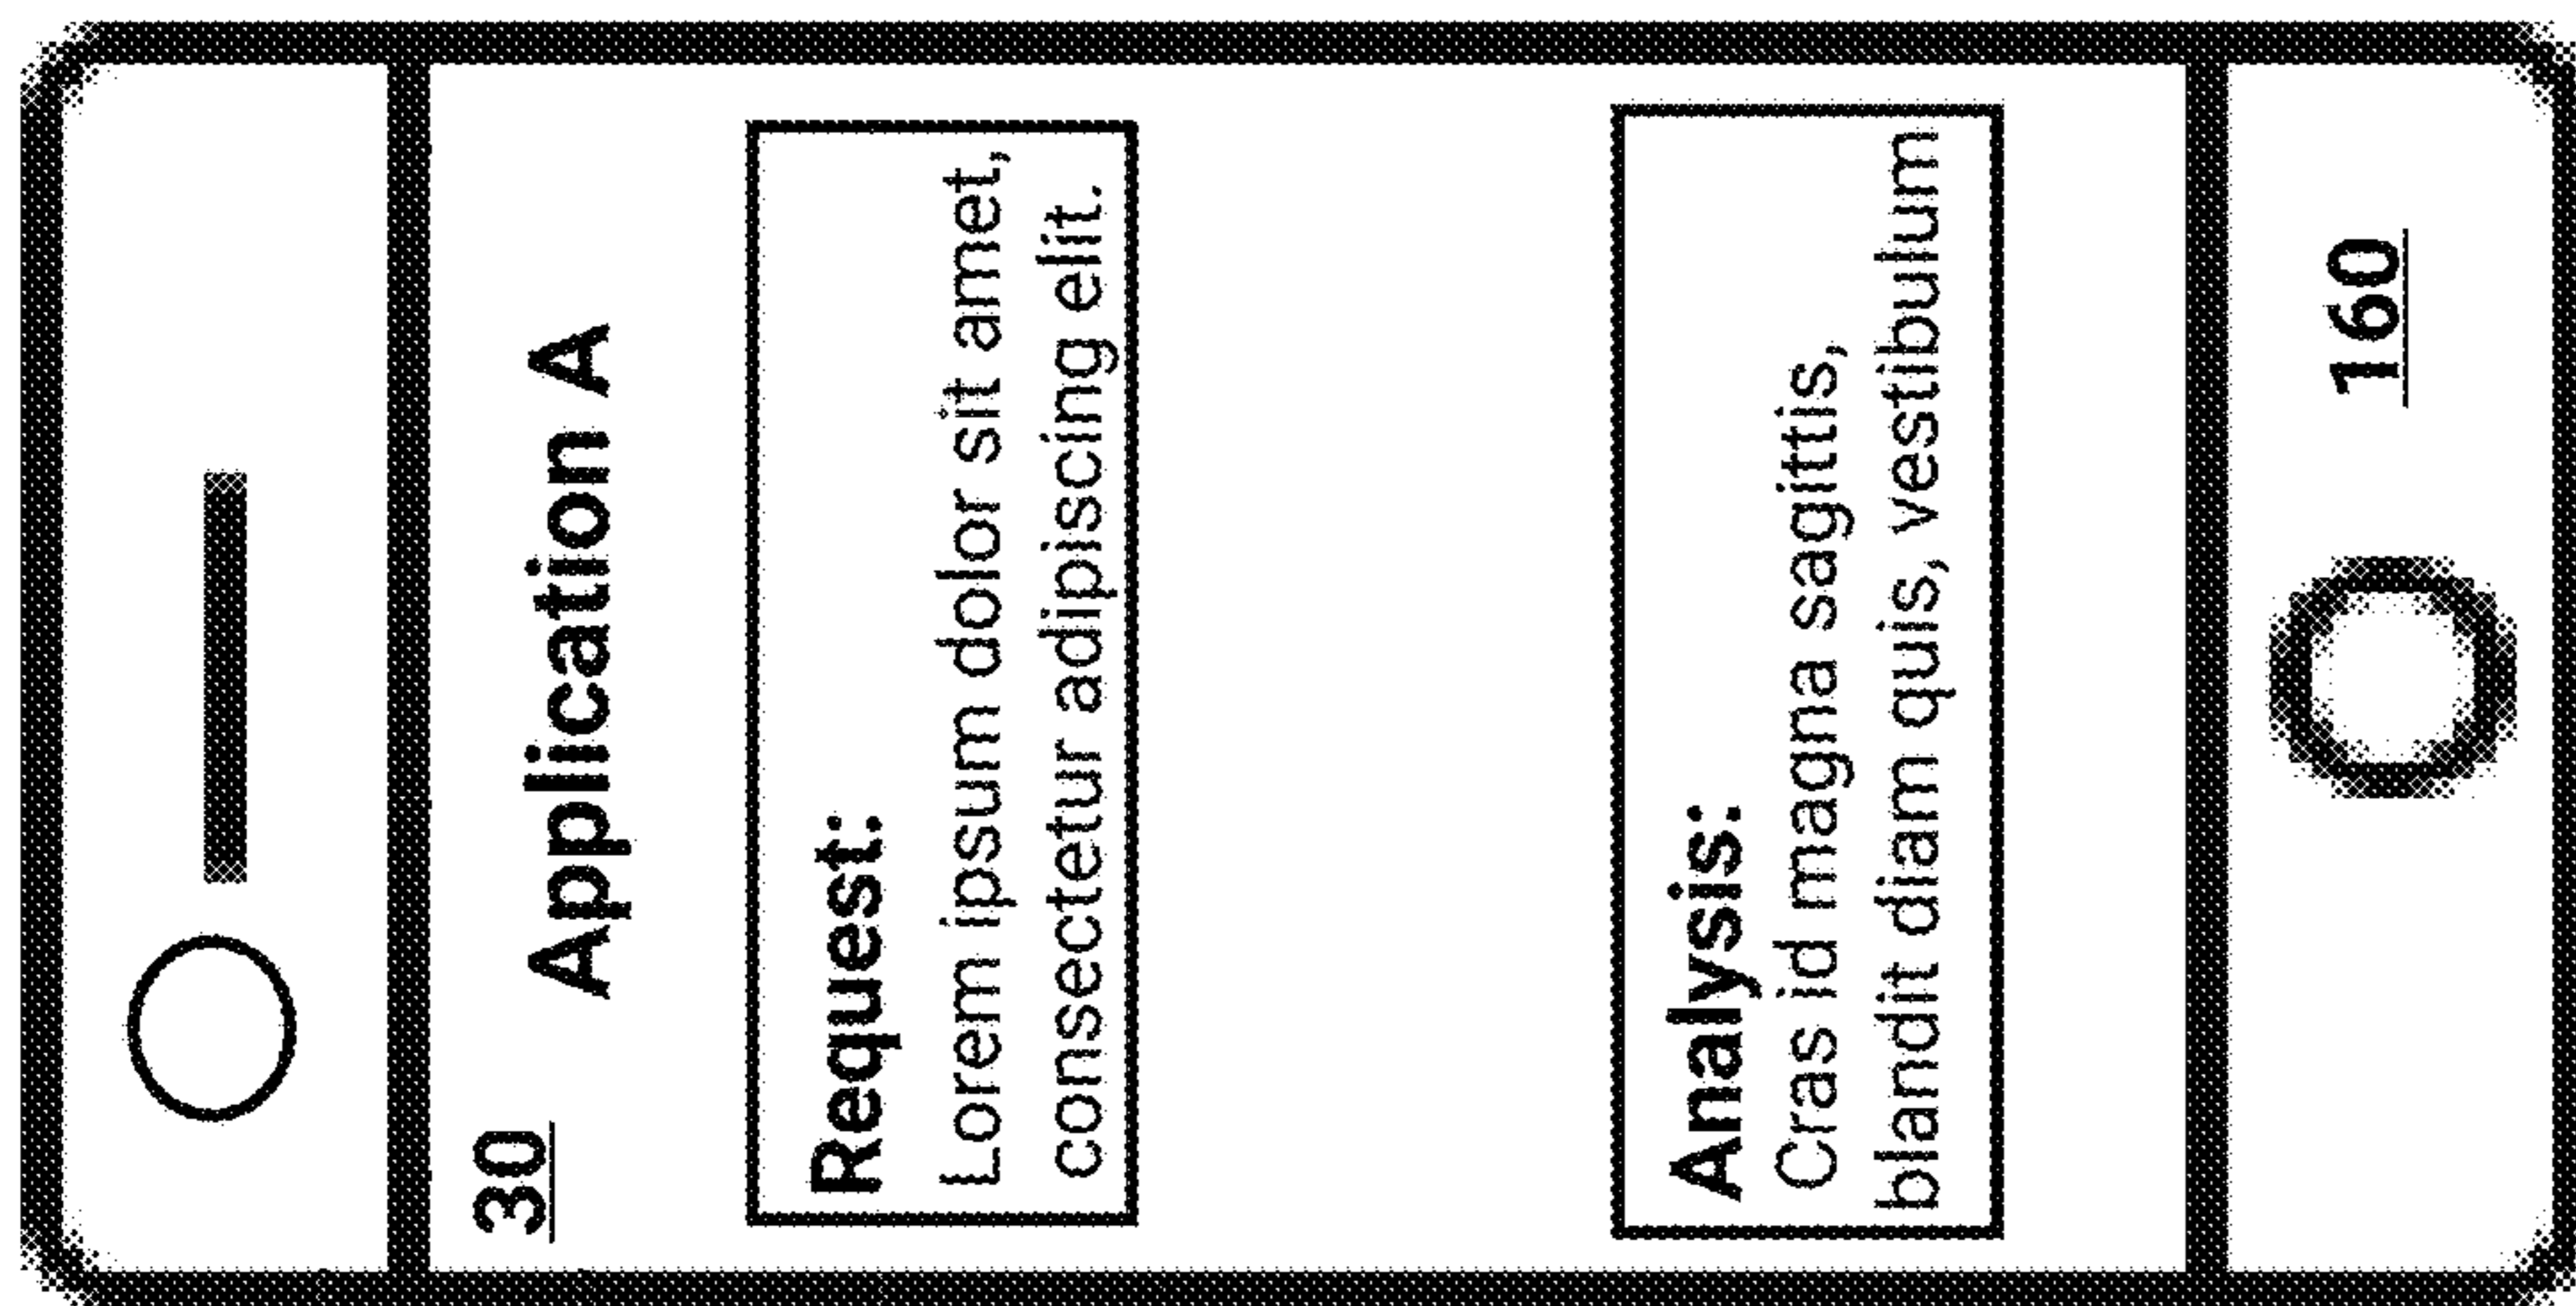 30
Application A
Request:
Lorem ipsum dolor sit amet,
consectetur adipiscing elit.
Analysis:
Cras id magna sagittis,
blandit diam quis, vestibulum
160